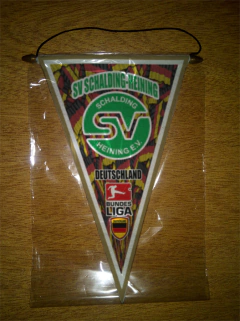 SV SCHALDING-HEINING
SCHALDING
SV
HEINING E.V.
DEUTSCHLAND
BUNDES
LIGA